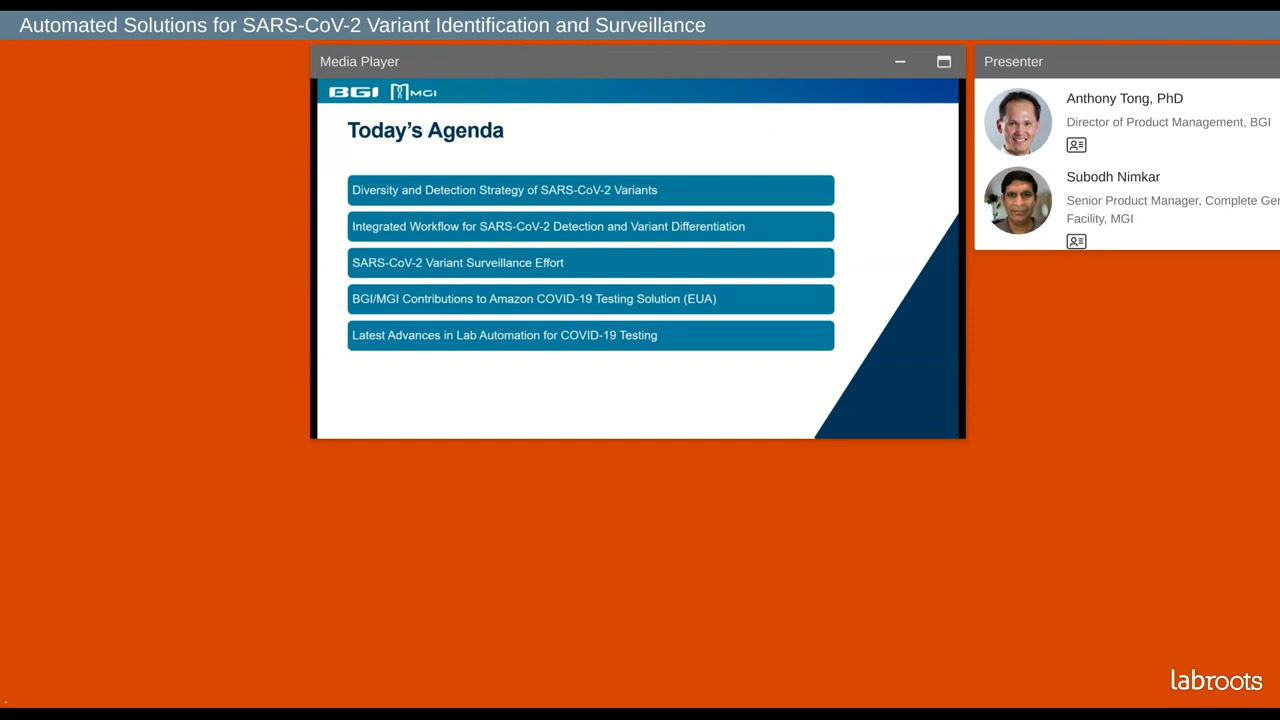 Automated Solutions for SARS-CoV-2 Variant Identification and Surveillance
Media Player
BGI MGI
Today's Agenda
Diversity and Detection Strategy of SARS-CoV-2 Variants
Integrated Workflow for SARS-CoV-2 Detection and Variant Differentiation
SARS-CoV-2 Variant Surveillance Effort
BGI/MGI Contributions to Amazon COVID-19 Testing Solution (EUA)
Latest Advances in Lab Automation for COVID-19 Testing
Presenter
Anthony Tong, PhD
Director of Product Management, BGI
Subodh Nimkar
Senior Product Manager, Complete Gen
Facility, MGI
labroots